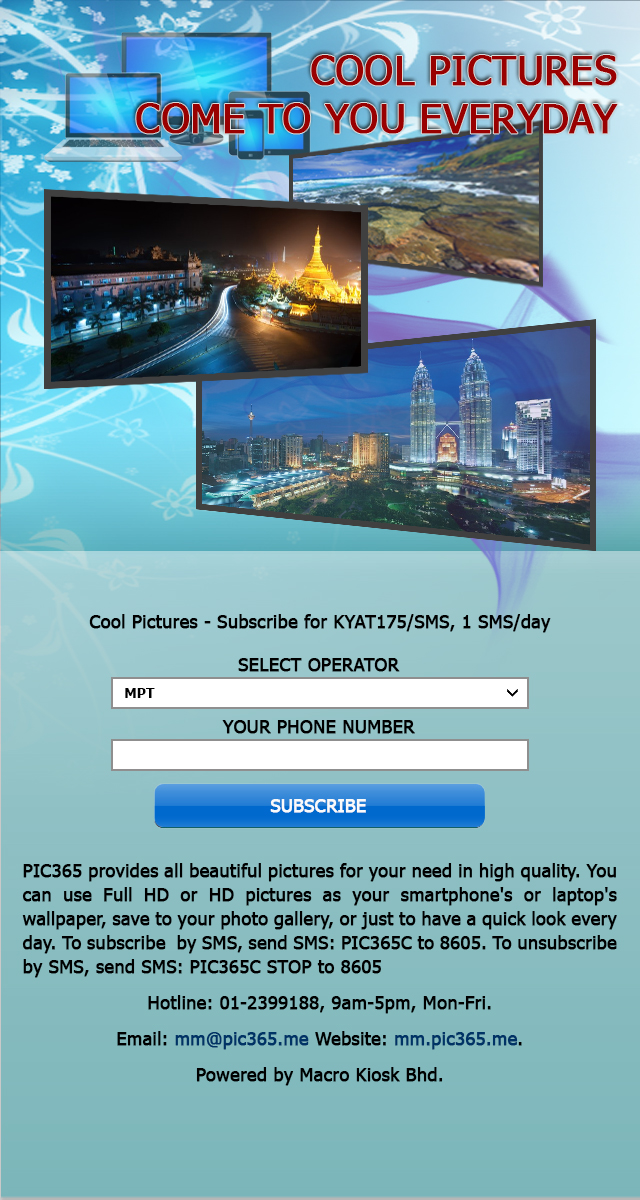 COOL PICTURES
COME TO YOU EVERYDAY
Cool Pictures - Subscribe for KYAT175/SMS, 1 SMS/day
SELECT OPERATOR
MPT
YOUR PHONE NUMBER
SUBSCRIBE
PIC365 provides all beautiful pictures for your need in high quality. You
can use Full HD or HD pictures as your smartphone's or laptop's
wallpaper, save to your photo gallery, or just to have a quick look every
day. To subscribe by SMS, send SMS: PIC365C to 8605. To unsubscribe
by SMS, send SMS: PIC365C STOP to 8605
Hotline: 01-2399188, 9am-5pm, Mon-Fri.
Email: mm@pic365.me Website: mm.pic365.me.
Powered by Macro Kiosk Bhd.